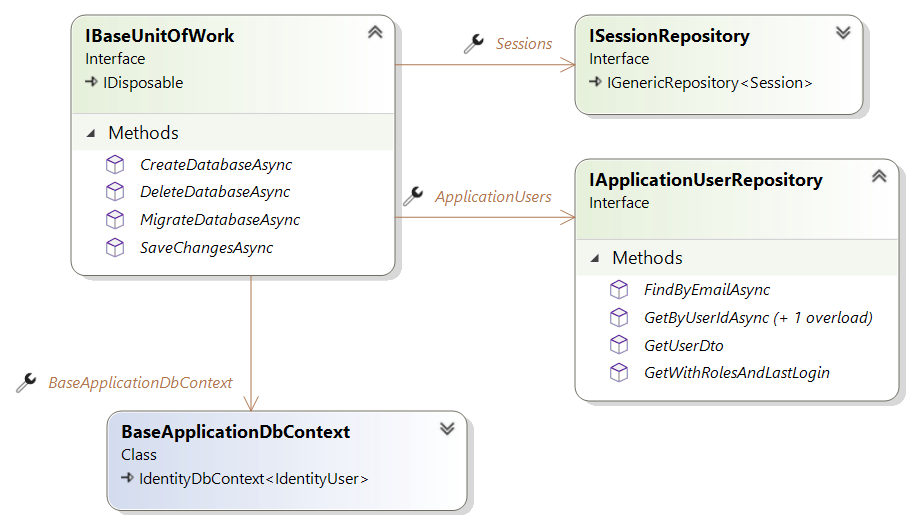 IBaseUnitOfWork
Interface
IDisposable
Methods
CreateDatabaseAsync
DeleteDatabaseAsync
MigrateDatabaseAsync
SaveChangesAsync
Sessions
ISessionRepository
Interface
IGenericRepository<Session>
ApplicationUsers
IApplicationUserRepository
Interface
Methods
FindByEmailAsync
GetByUserIdAsync (+ 1 overload)
GetUserDto
GetWithRolesAndLastLogin
BaseApplicationDbContext
BaseApplicationDbContext
Class
IdentityDbContext<IdentityUser>